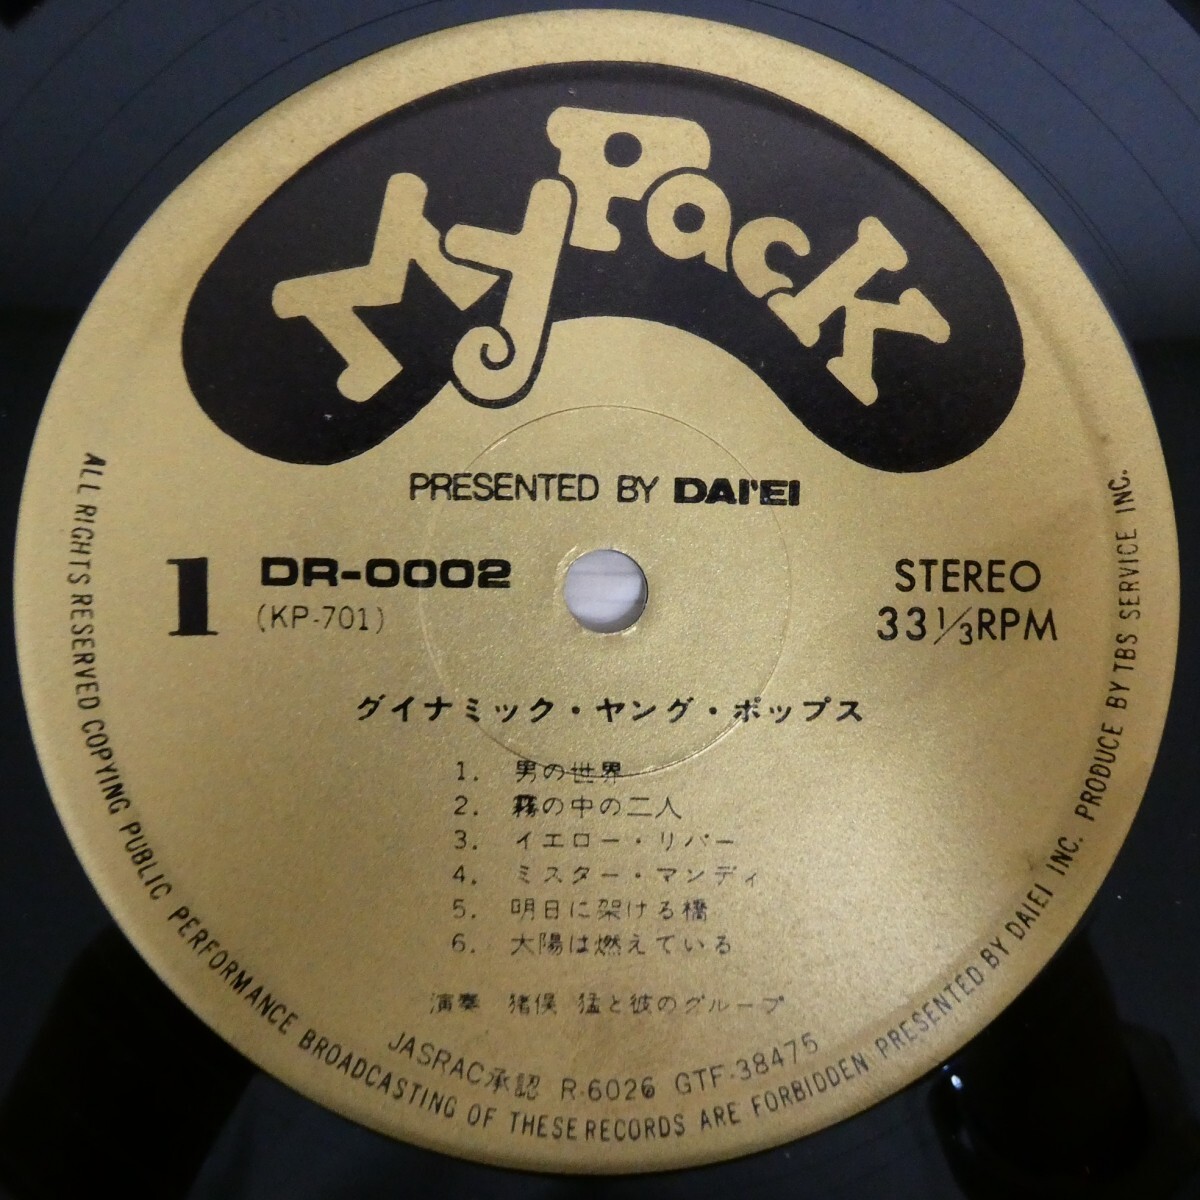 My Pack
PRESENTED BY DAI'EI
1
DR-0002
(KP-701)
STEREO
33 1/3 RPM
ダイナミック・ヤング・ポップス
1. 男の世界
2. 霧の中の二人
3. イエロー・リバー
4. ミスター・マンディ
5. 明日に架ける橋
6. 太陽は燃えている
演奏 猪俣 猛と彼のグループ
JASRAC承認 R-6026 GTF-38475
ALL RIGHTS RESERVED COPYING PUBLIC PERFORMANCE BROADCASTING OF THESE RECORDS ARE FORBIDDEN PRESENTED BY DAIEI INC. PRODUCE BY TBS SERVICE INC.